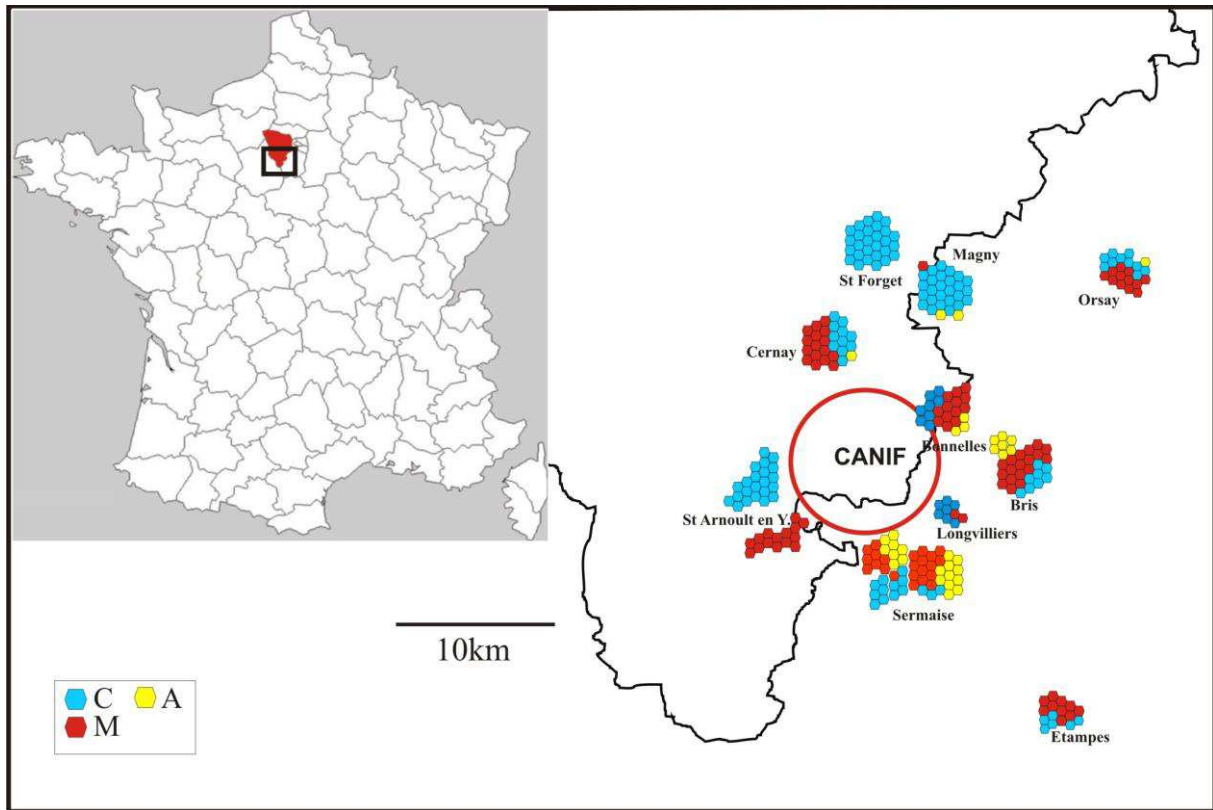 St Forget
Magny
Orsay
Cernay
Bonnelles
CANIF
Bris
St Arnoult en Y.
Longvilliers
Sermaise
10km
C A
M
Etampes